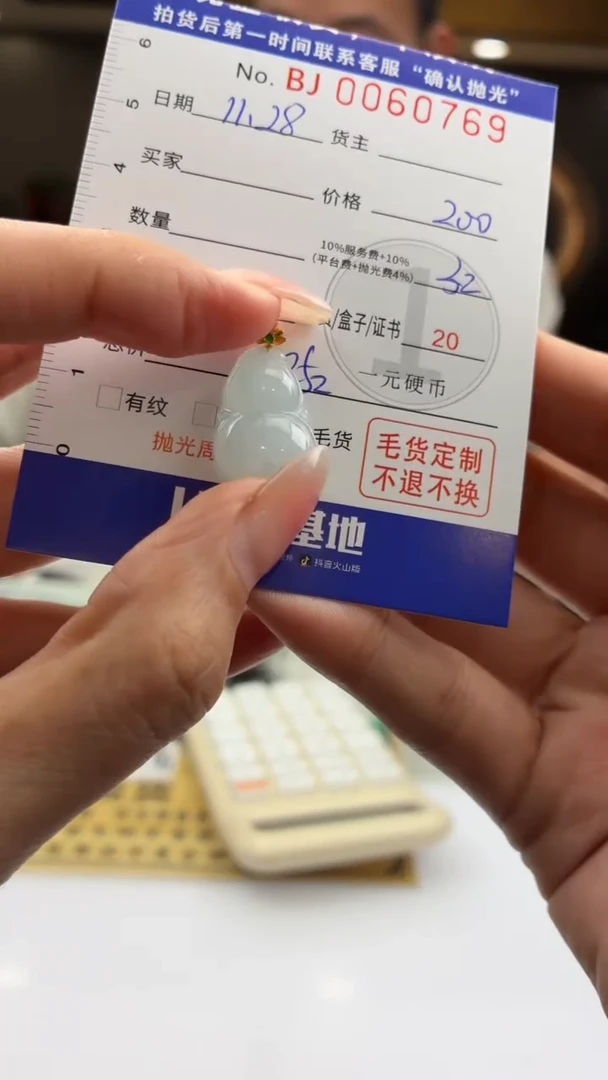 拍货后第一时间联系客服“确认抛光”
No. BJ 0060769
日期 11.28 货主
买家 价格 200
数量 10%服务费+10%
(平台费+抛光费4%) 32
/盒子/证书 20
252 一元硬币
有纹 毛货
抛光周
毛货定制
不退不换
基地
抖音火山版
6
5
4
1
0